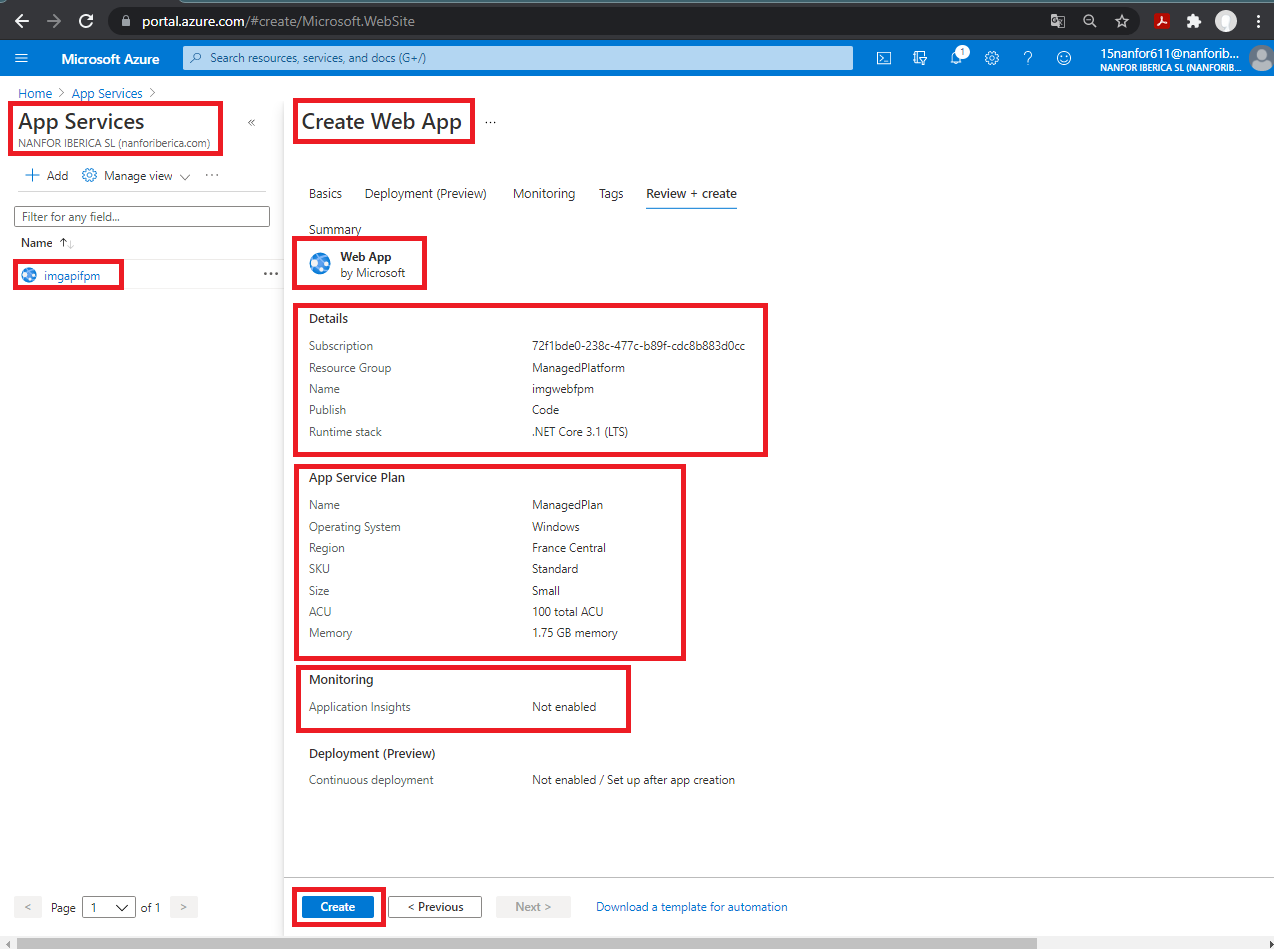 portal.azure.com/#create/Microsoft.WebSite
Microsoft Azure
Search resources, services, and docs (G+/)
1
15nanfor611@nanforib...
NANFOR IBERICA SL (NANFORIB...
Home > App Services >
App Services
NANFOR IBERICA SL (nanforiberica.com)
«
+ Add Manage view ...
Filter for any field...
Name ↑↓
imgapifpm ...
Create Web App ...
Basics Deployment (Preview) Monitoring Tags Review + create
Summary
Web App
by Microsoft
Details
Subscription 72f1bde0-238c-477c-b89f-cdc8b883d0cc
Resource Group ManagedPlatform
Name imgwebfpm
Publish Code
Runtime stack .NET Core 3.1 (LTS)
App Service Plan
Name ManagedPlan
Operating System Windows
Region France Central
SKU Standard
Size Small
ACU 100 total ACU
Memory 1.75 GB memory
Monitoring
Application Insights Not enabled
Deployment (Preview)
Continuous deployment Not enabled / Set up after app creation
< Page 1 of 1 >
Create < Previous Next > Download a template for automation